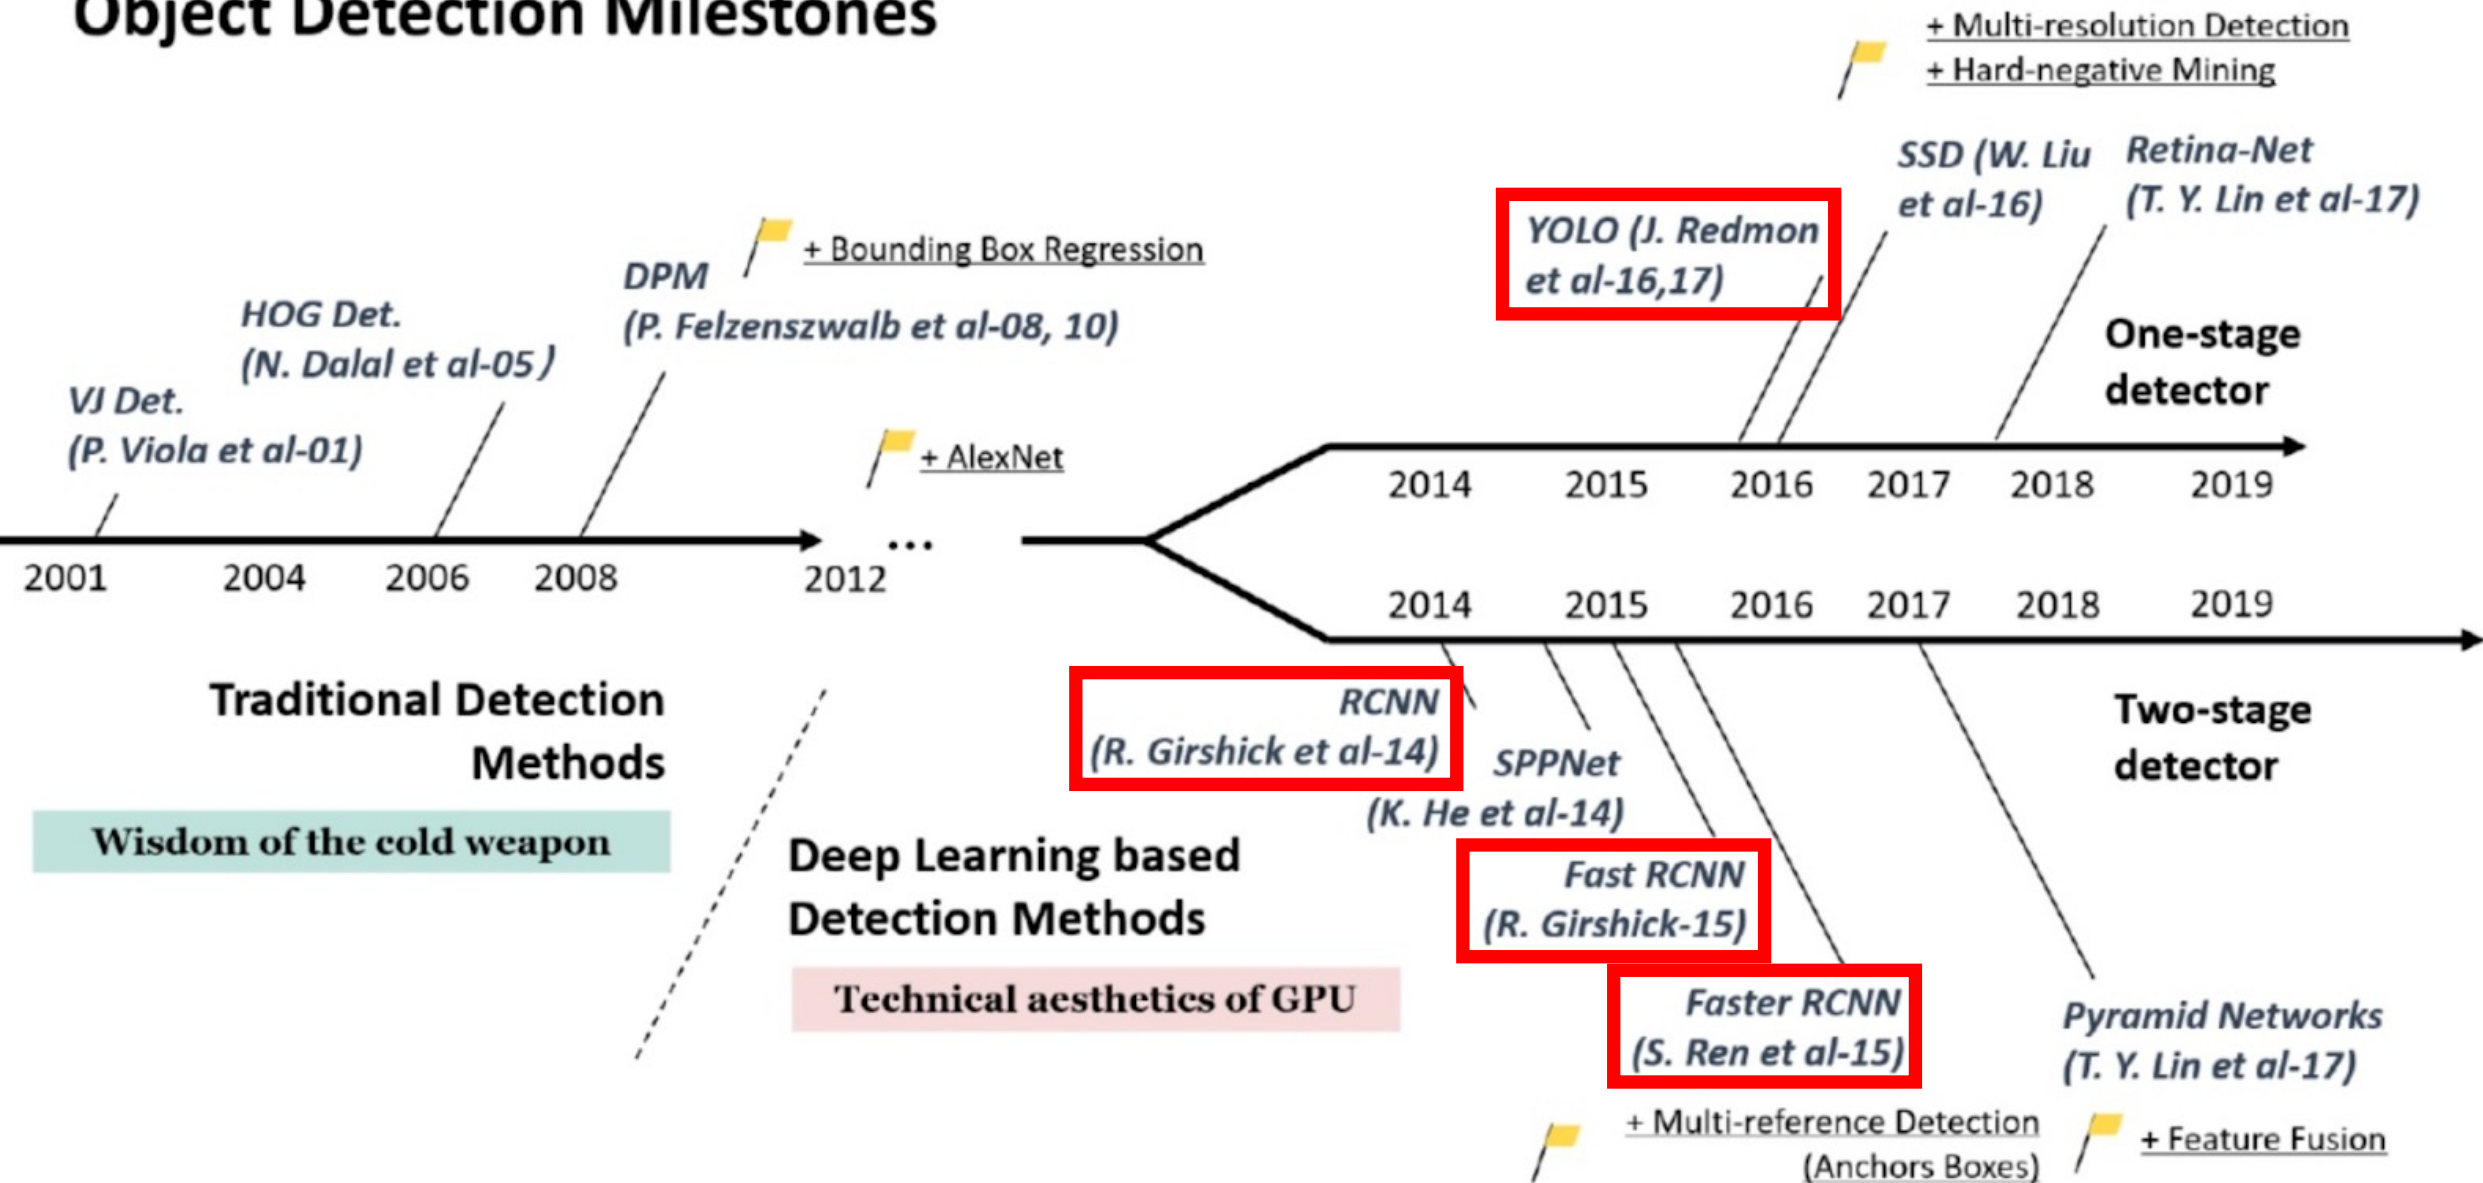 Object Detection Milestones
+ Multi-resolution Detection
+ Hard-negative Mining
SSD (W. Liu
et al-16)
Retina-Net
(T. Y. Lin et al-17)
YOLO (J. Redmon
et al-16,17)
+ Bounding Box Regression
DPM
(P. Felzenszwalb et al-08, 10)
HOG Det.
(N. Dalal et al-05)
VJ Det.
(P. Viola et al-01)
+ AlexNet
One-stage
detector
2014 2015 2016 2017 2018 2019
...
2001 2004 2006 2008 2012
2014 2015 2016 2017 2018 2019
Traditional Detection
Methods
Wisdom of the cold weapon
RCNN
(R. Girshick et al-14)
SPPNet
(K. He et al-14)
Two-stage
detector
Deep Learning based
Detection Methods
Technical aesthetics of GPU
Fast RCNN
(R. Girshick-15)
Faster RCNN
(S. Ren et al-15)
Pyramid Networks
(T. Y. Lin et al-17)
+ Multi-reference Detection
(Anchors Boxes)
+ Feature Fusion